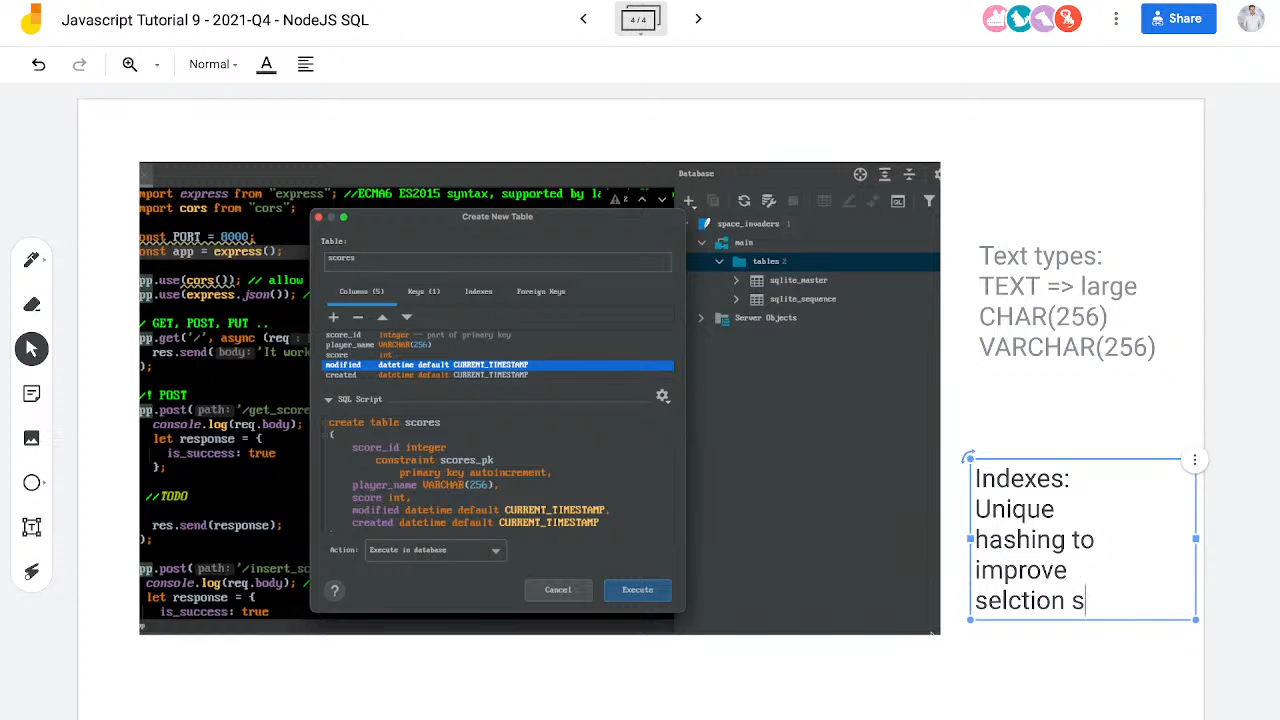 Javascript Tutorial 9 - 2021-Q4 - NodeJS SQL
4 / 4
Share
Normal
A
import express from "express"; //ECMA6 ES2015 syntax, supported by
import cors from "cors";
const PORT = 8000;
const app = express();
app.use(cors()); // allow
app.use(express.json()); /
/ GET, POST, PUT ..
app.get('/', async (req
res.send( body: 'It work
);
/! POST
app.post( path: '/get_score
console.log(req.body);
let response = {
is_success: true
};
//TODO
res.send(response);
);
app.post( path: '/insert_sc
console.log(req.body); /
let response = {
is_success: true
2
Create New Table
Table:
scores
Columns (5)
Keys (1)
Indexes
Foreign Keys
score_id integer -- part of primary key
player_name VARCHAR(256)
score int
modified datetime default CURRENT_TIMESTAMP
created datetime default CURRENT_TIMESTAMP
SQL Script
create table scores
(
score_id integer
constraint scores_pk
primary key autoincrement,
player_name VARCHAR(256),
score int,
modified datetime default CURRENT_TIMESTAMP,
created datetime default CURRENT_TIMESTAMP
Action:
Execute in database
?
Cancel
Execute
Database
QL
space_invaders 1
main
tables 2
sqlite_master
sqlite_sequence
Server Objects
Text types:
TEXT => large
CHAR(256)
VARCHAR(256)
Indexes:
Unique
hashing to
improve
selction s